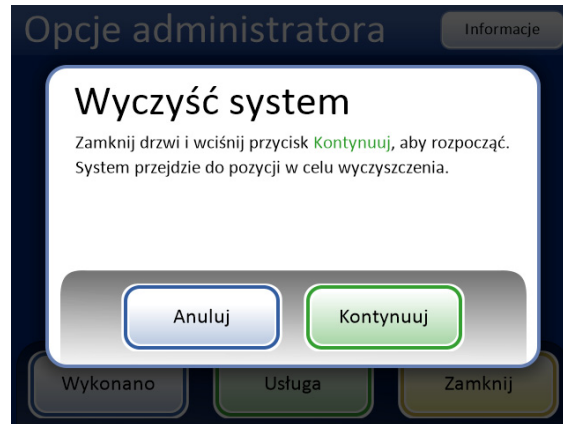 Opcje administratora
Informacje
Wyczyść system
Zamknij drzwi i wciśnij przycisk Kontynuuj, aby rozpocząć.
System przejdzie do pozycji w celu wyczyszczenia.
Anuluj
Kontynuuj
Wykonano
Usługa
Zamknij